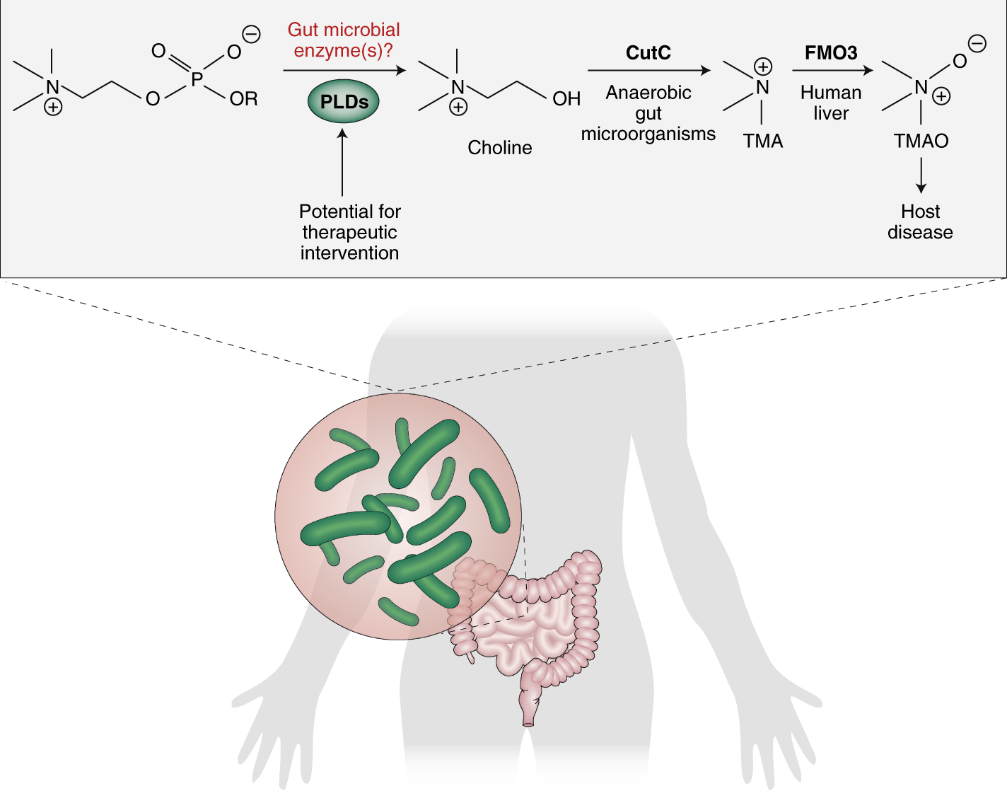 Gut microbial
enzyme(s)?
PLDs
Potential for
therapeutic
intervention
N
⊕
O
O
⊖
P
O
OR
N
⊕
OH
Choline
CutC
Anaerobic
gut
microorganisms
⊕
N
TMA
FMO3
Human
liver
O
⊖
N
⊕
TMAO
Host
disease